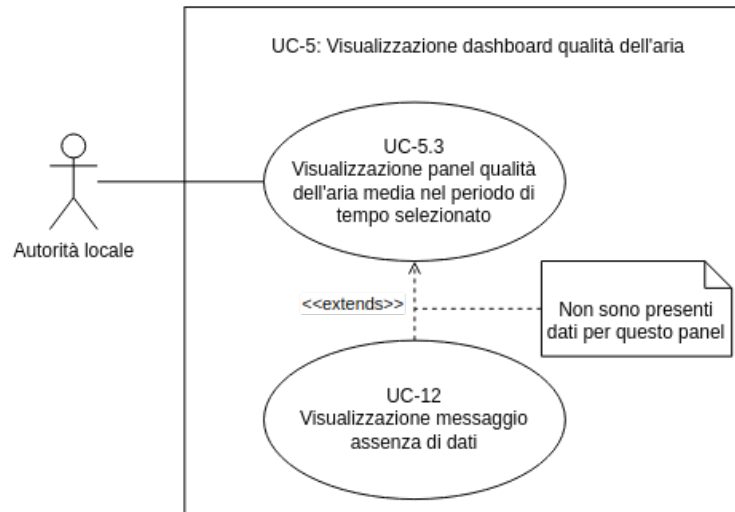 UC-5: Visualizzazione dashboard qualità dell'aria
UC-5.3
Visualizzazione panel qualità
dell'aria media nel periodo di
tempo selezionato
Autorità locale
<<extends>>
Non sono presenti
dati per questo panel
UC-12
Visualizzazione messaggio
assenza di dati